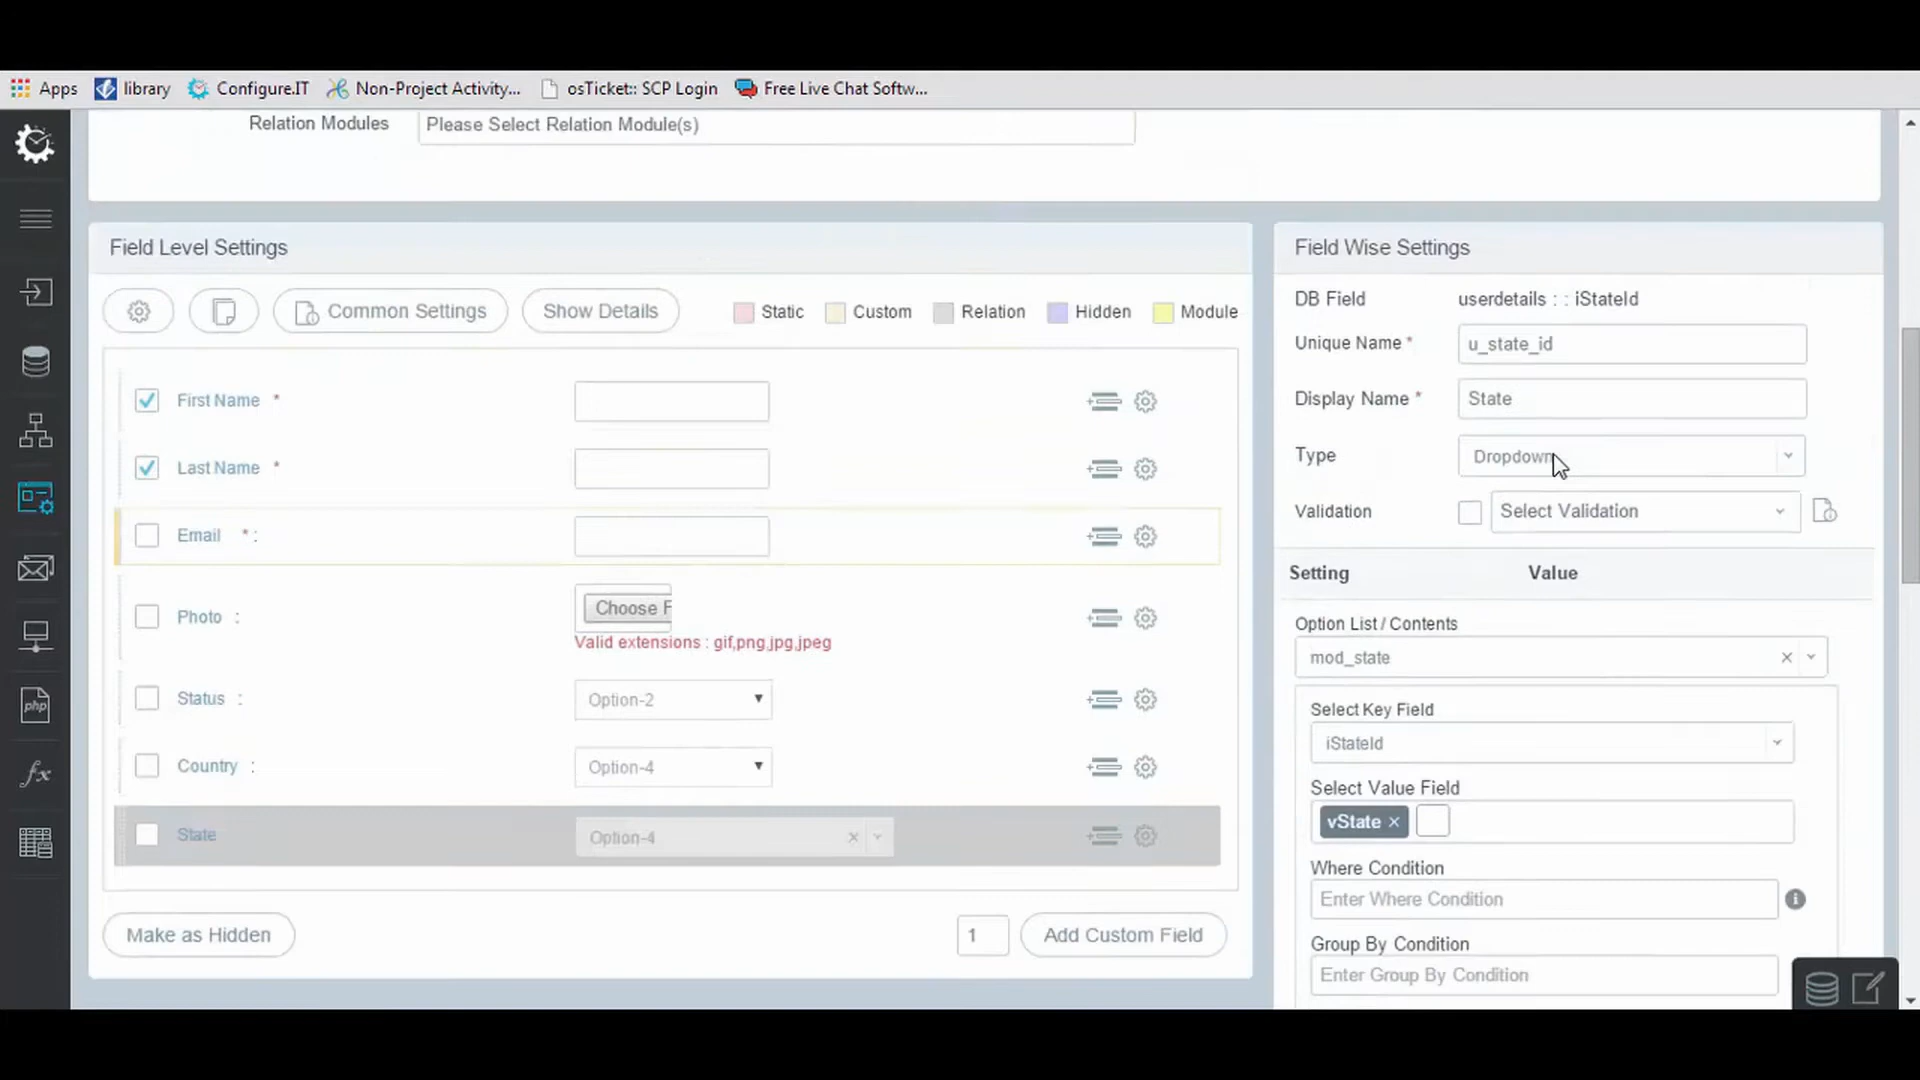 Apps library Configure.IT Non-Project Activity... osTicket:: SCP Login Free Live Chat Softw...
Relation Modules Please Select Relation Module(s)
Field Level Settings
Common Settings Show Details Static Custom Relation Hidden Module
First Name *
Last Name *
Email * :
Photo : Choose F
Valid extensions : gif,png,jpg,jpeg
Status : Option-2
Country : Option-4
State Option-4 ×
Make as Hidden 1 Add Custom Field
Field Wise Settings
DB Field userdetails : : iStateId
Unique Name * u_state_id
Display Name * State
Type Dropdown
Validation Select Validation
Setting Value
Option List / Contents
mod_state ×
Select Key Field
iStateId
Select Value Field
vState ×
Where Condition
Enter Where Condition
Group By Condition
Enter Group By Condition
php
fx